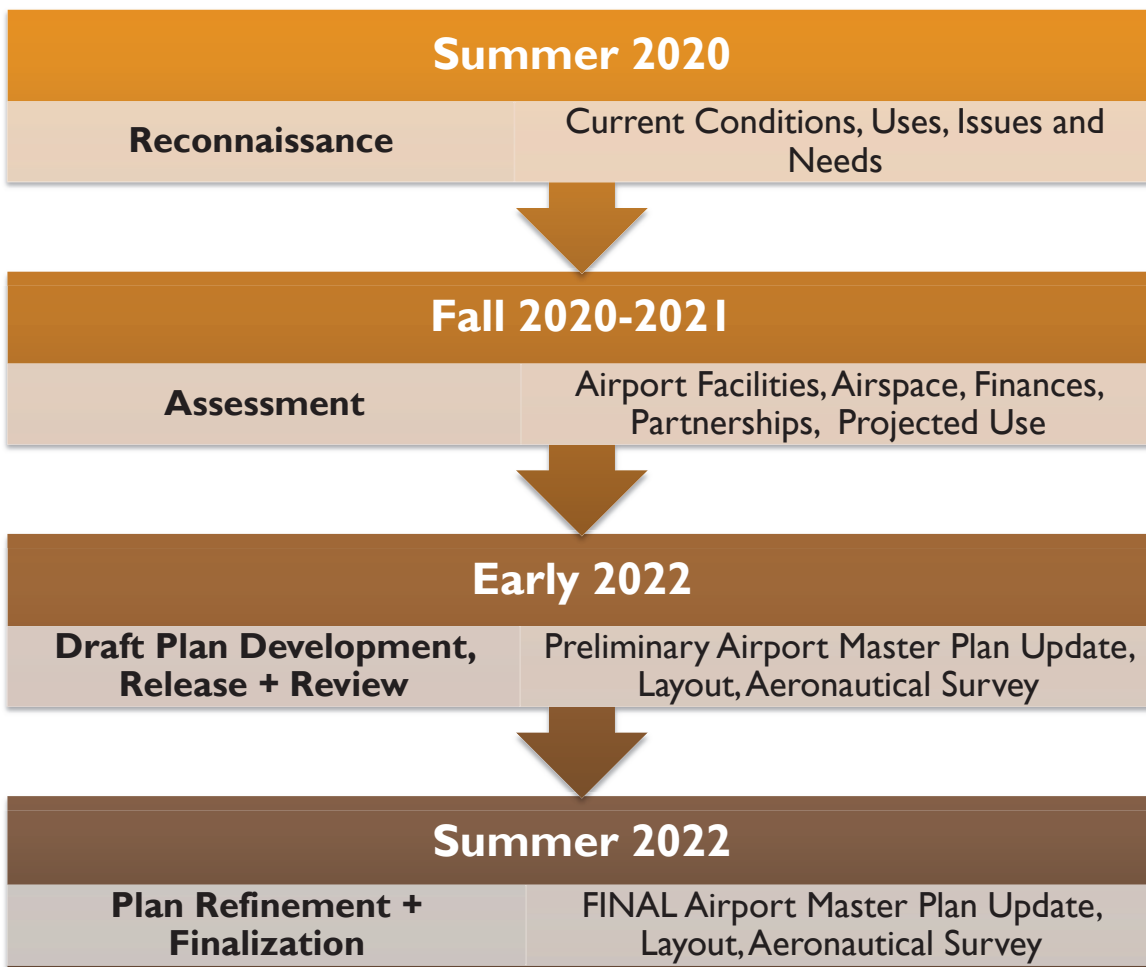 Summer 2020
Reconnaissance
Current Conditions, Uses, Issues and
Needs
Fall 2020-2021
Assessment
Airport Facilities, Airspace, Finances,
Partnerships, Projected Use
Early 2022
Draft Plan Development,
Release + Review
Preliminary Airport Master Plan Update,
Layout, Aeronautical Survey
Summer 2022
Plan Refinement +
Finalization
FINAL Airport Master Plan Update,
Layout, Aeronautical Survey